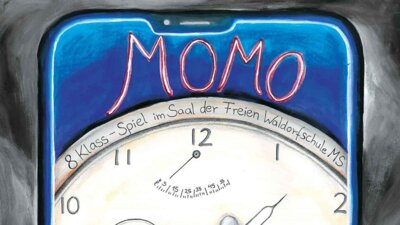 MOMO
8 Klass-Spiel im Saal der Freien Waldorfschule MS
12
11
1
10
2